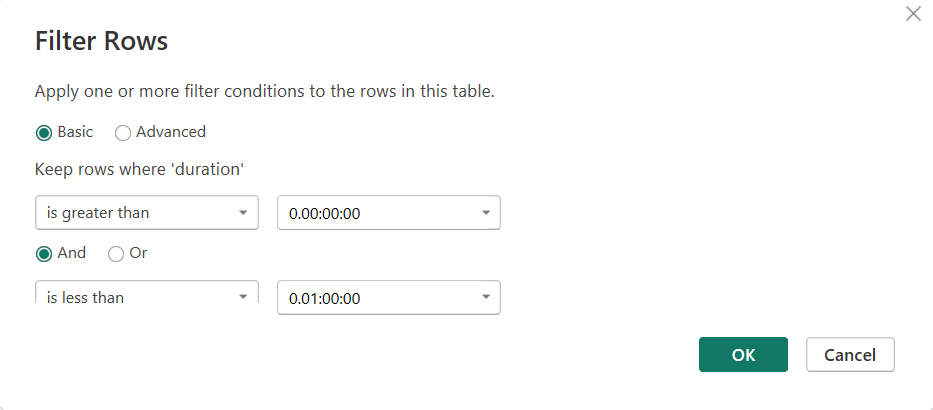 Filter Rows
Apply one or more filter conditions to the rows in this table.
Basic Advanced
Keep rows where 'duration'
is greater than 0.00:00:00
And Or
is less than 0.01:00:00
OK Cancel